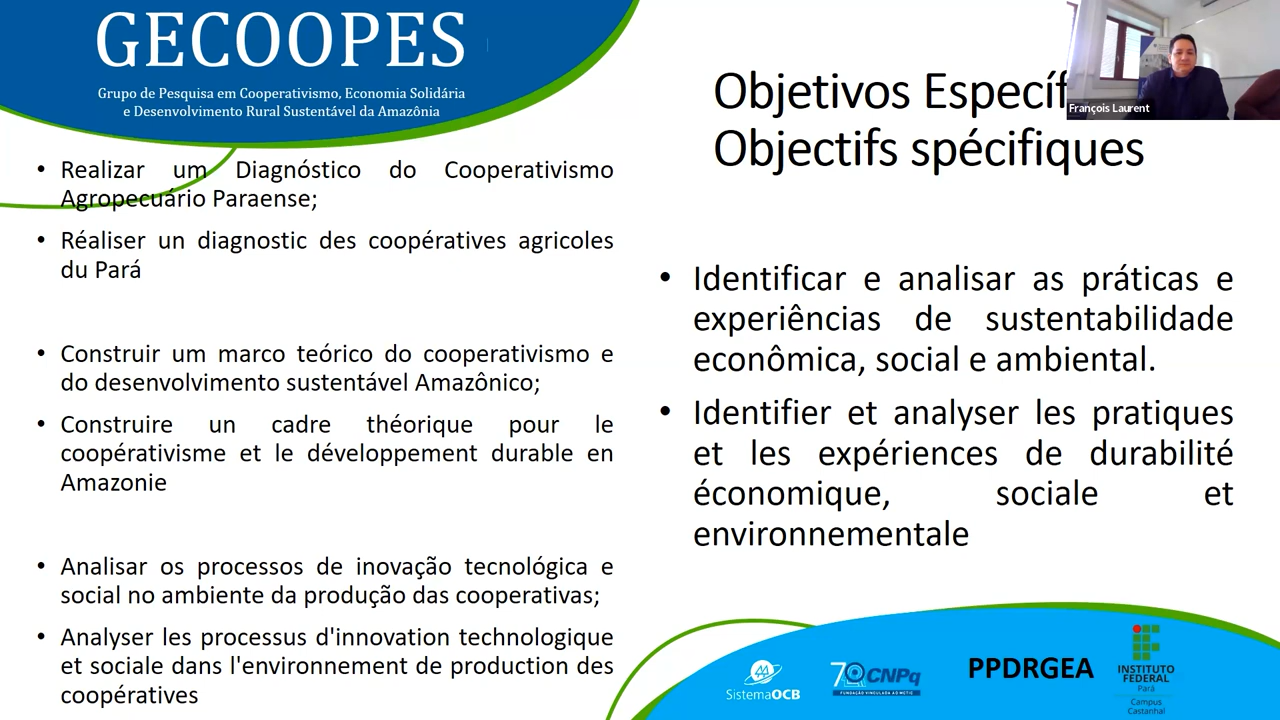 GECOOPES
Grupo de Pesquisa em Cooperativismo, Economia Solidária
e Desenvolvimento Rural Sustentável da Amazônia
• Realizar um Diagnóstico do Cooperativismo
Agropecuário Paraense;
• Réaliser un diagnostic des coopératives agricoles
du Pará
• Construir um marco teórico do cooperativismo e
do desenvolvimento sustentável Amazônico;
• Construire un cadre théorique pour le
coopérativisme et le développement durable en
Amazonie
• Analisar os processos de inovação tecnológica e
social no ambiente da produção das cooperativas;
• Analyser les processus d'innovation technologique
et sociale dans l'environnement de production des
coopératives
Objetivos Específ
Objectifs spécifiques
François Laurent
• Identificar e analisar as práticas e
experiências de sustentabilidade
econômica, social e ambiental.
• Identifier et analyser les pratiques
et les expériences de durabilité
économique, sociale et
environnementale
SistemaOCB
70 CNPq
FUNDAÇÃO VINCULADA AO MCTIC
PPDRGEA
INSTITUTO
FEDERAL
Pará
Campus
Castanhal